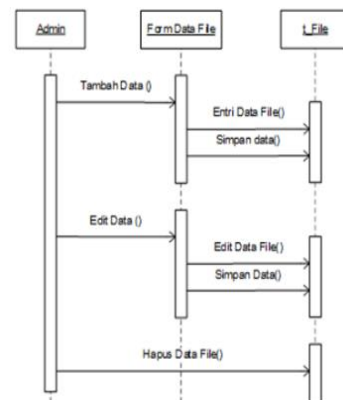 Admin
Form Data File
t_File
Tambah Data ()
Entri Data File()
Simpan data()
Edit Data ()
Edit Data File()
Simpan Data()
Hapus Data File()